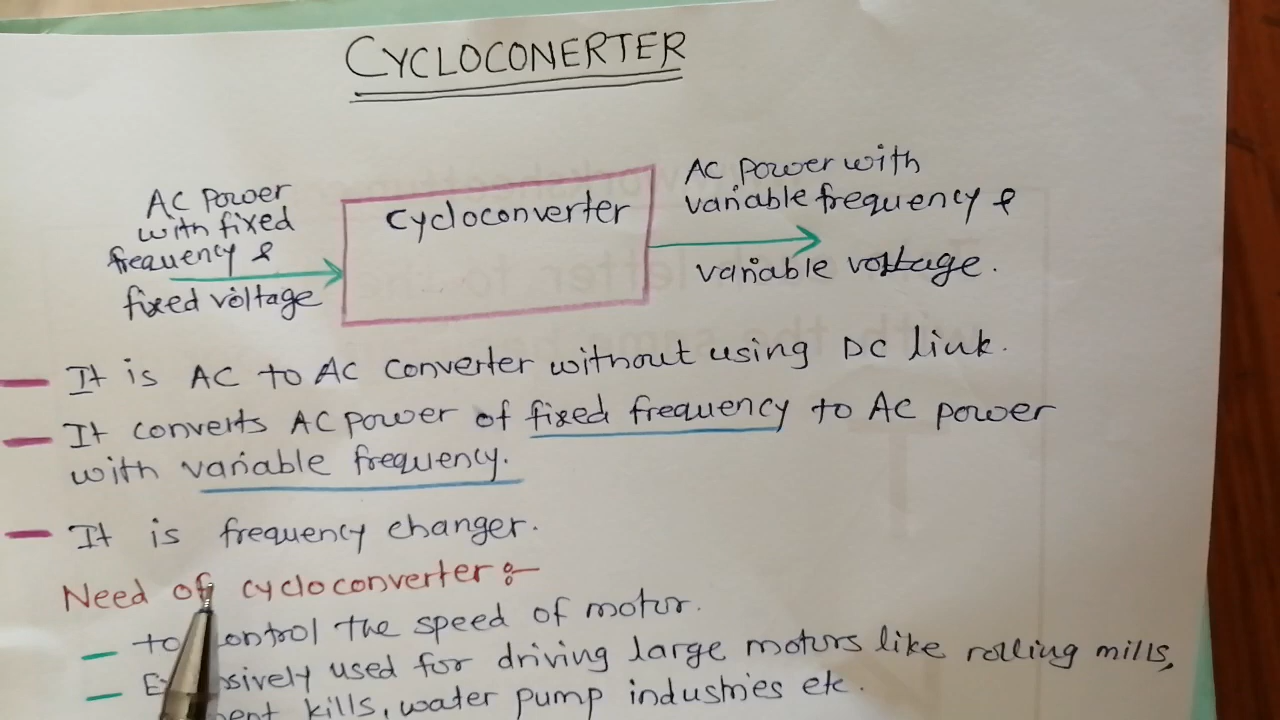 CYCLOCONERTER
AC Power
with fixed
frequency &
fixed voltage
Cycloconverter
AC Power with
variable frequency &
variable voltage.
It is AC to AC converter without using DC link.
It converts AC power of fixed frequency to AC power
with variable frequency.
It is frequency changer.
Need of cycloconverter :-
to control the speed of motor.
used for driving large motors like rolling mills,
kills, water pump industries etc.